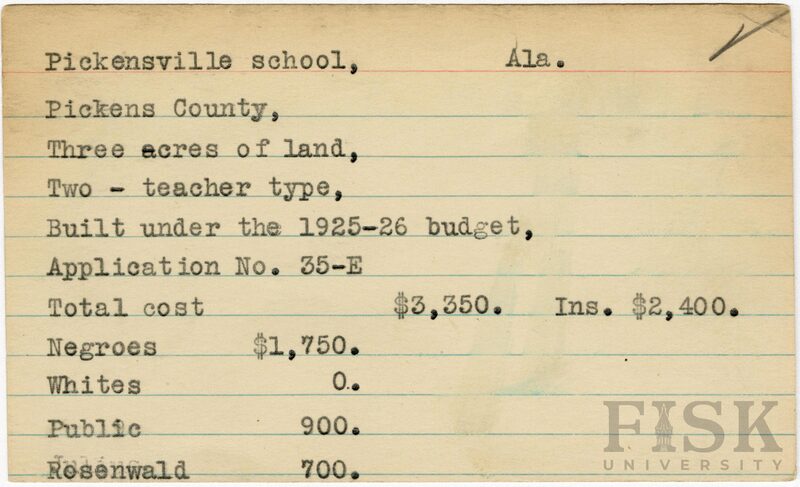 Pickensville school, Ala.
Pickens County,
Three acres of land,
Two - teacher type,
Built under the 1925-26 budget,
Application No. 35-E
Total cost $3,350. Ins. $2,400.
Negroes $1,750.
Whites 0.
Public 900.
Rosenwald 700.
FISK
UNIVERSITY